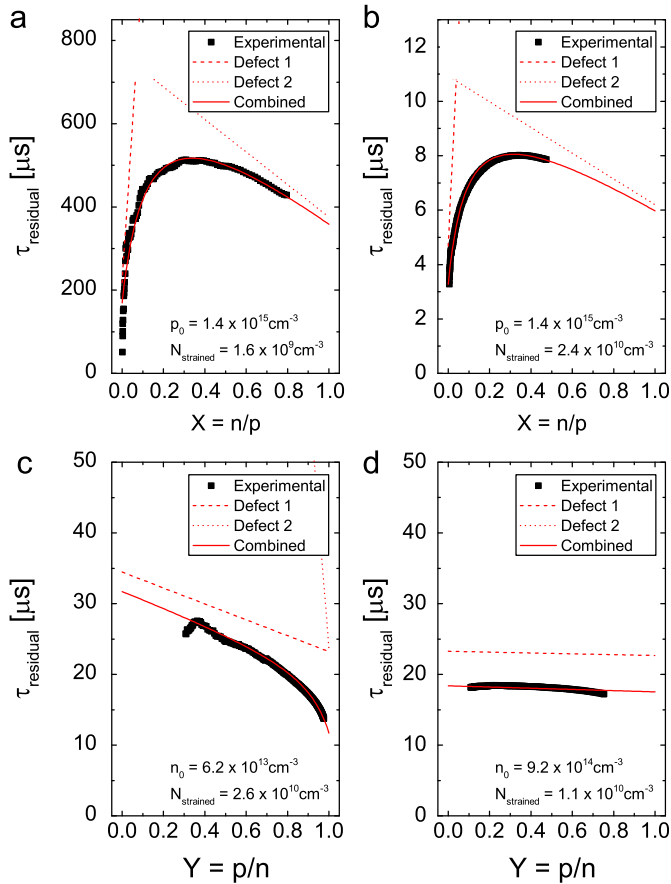 a
850
800
600
400
200
0
τresidual [μs]
Experimental
Defect 1
Defect 2
Combined
p0 = 1.4 x 10^15cm^-3
Nstrained = 1.6 x 10^9cm^-3
0.0 0.2 0.4 0.6 0.8 1.0
X = n/p
b
14
12
10
8
6
4
2
0
τresidual [μs]
Experimental
Defect 1
Defect 2
Combined
p0 = 1.4 x 10^15cm^-3
Nstrained = 2.4 x 10^10cm^-3
0.0 0.2 0.4 0.6 0.8 1.0
X = n/p
c
50
40
30
20
10
0
τresidual [μs]
Experimental
Defect 1
Defect 2
Combined
n0 = 6.2 x 10^13cm^-3
Nstrained = 2.6 x 10^10cm^-3
0.0 0.2 0.4 0.6 0.8 1.0
Y = p/n
d
50
40
30
20
10
0
τresidual [μs]
Experimental
Defect 1
Defect 2
Combined
n0 = 9.2 x 10^14cm^-3
Nstrained = 1.1 x 10^10cm^-3
0.0 0.2 0.4 0.6 0.8 1.0
Y = p/n